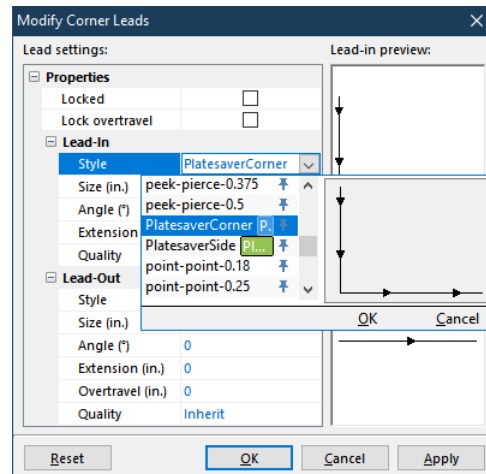 Modify Corner Leads
Lead settings:
Lead-in preview:
Properties
Locked
Lock overtravel
Lead-In
Style PlatesaverCorner
Size (in.)
Angle (°)
Extension
Quality
peek-pierce-0.375
peek-pierce-0.5
PlatesaverCorner P.
PlatesaverSide Pl...
point-point-0.18
point-point-0.25
OK Cancel
Lead-Out
Style
Size (in.)
Angle (°) 0
Extension (in.) 0
Overtravel (in.) 0
Quality Inherit
Reset OK Cancel Apply